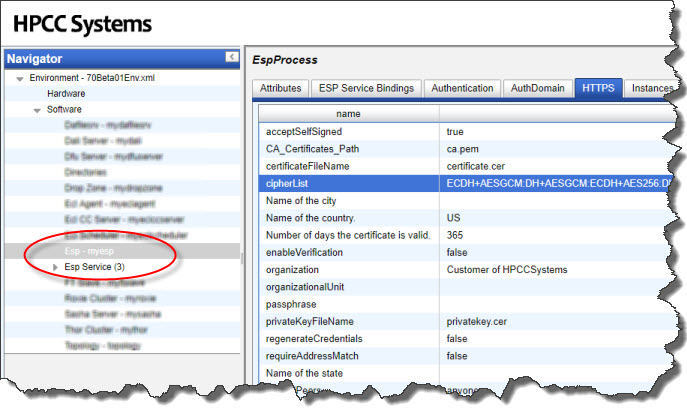 HPCC Systems
Navigator
Environment - 70Beta01Env.xml
Hardware
Software
Dafilesrv - mydafilesrv
Dali Server - mydali
Dfu Server - mydfuserver
Directories
Drop Zone - mydropzone
Ecl Agent - myeclagent
Ecl CC Server - myeclccserver
Ecl Scheduler - myeclscheduler
Esp - myesp
Esp Service (3)
Roxie Cluster - myroxie
Sasha Server - mysasha
Thor Cluster - mythor
Topology - topology
EspProcess
Attributes ESP Service Bindings Authentication AuthDomain HTTPS Instances
name
acceptSelfSigned true
CA_Certificates_Path ca.pem
certificateFileName certificate.cer
cipherList ECDH+AESGCM:DH+AESGCM:ECDH+AES256:D
Name of the city
Name of the country. US
Number of days the certificate is valid. 365
enableVerification false
organization Customer of HPCCSystems
organizationalUnit
passphrase
privateKeyFileName privatekey.cer
regenerateCredentials false
requireAddressMatch false
Name of the state
Peers anyone